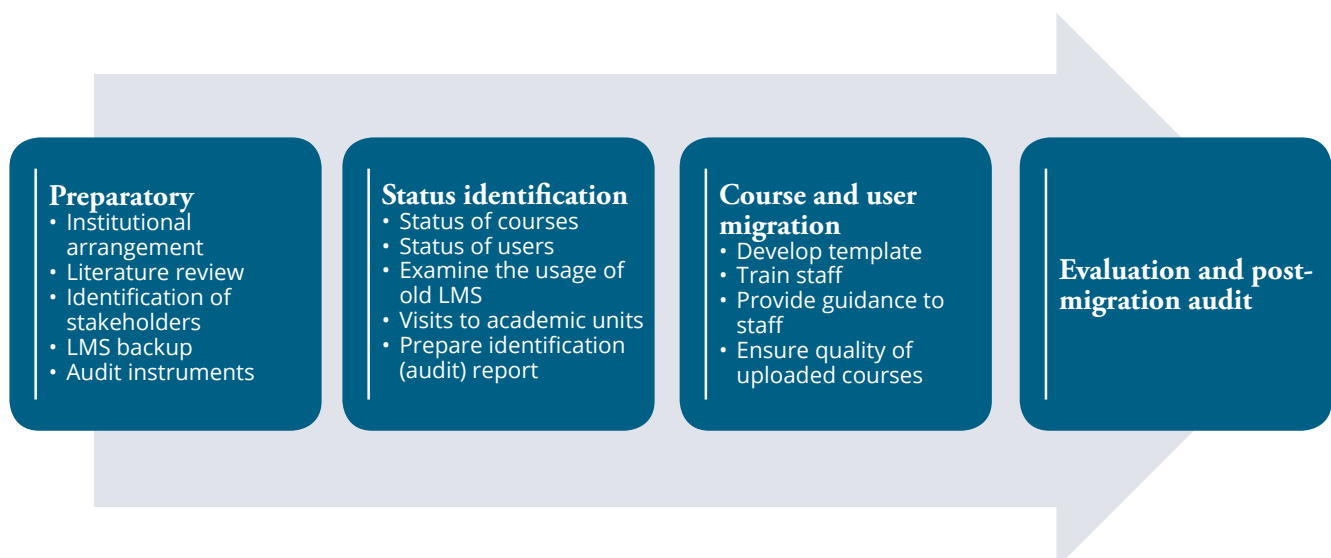 Preparatory
• Institutional
arrangement
• Literature review
• Identification of
stakeholders
• LMS backup
• Audit instruments
Status identification
• Status of courses
• Status of users
• Examine the usage of
old LMS
• Visits to academic units
• Prepare identification
(audit) report
Course and user
migration
• Develop template
• Train staff
• Provide guidance to
staff
• Ensure quality of
uploaded courses
Evaluation and post-
migration audit